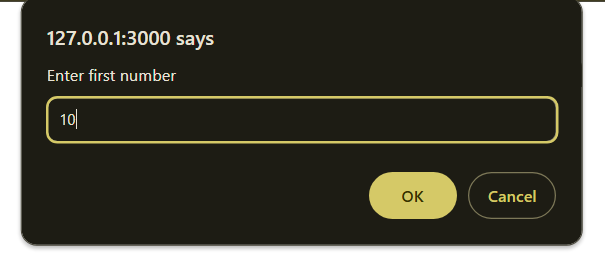 127.0.0.1:3000 says
Enter first number
10
OK Cancel